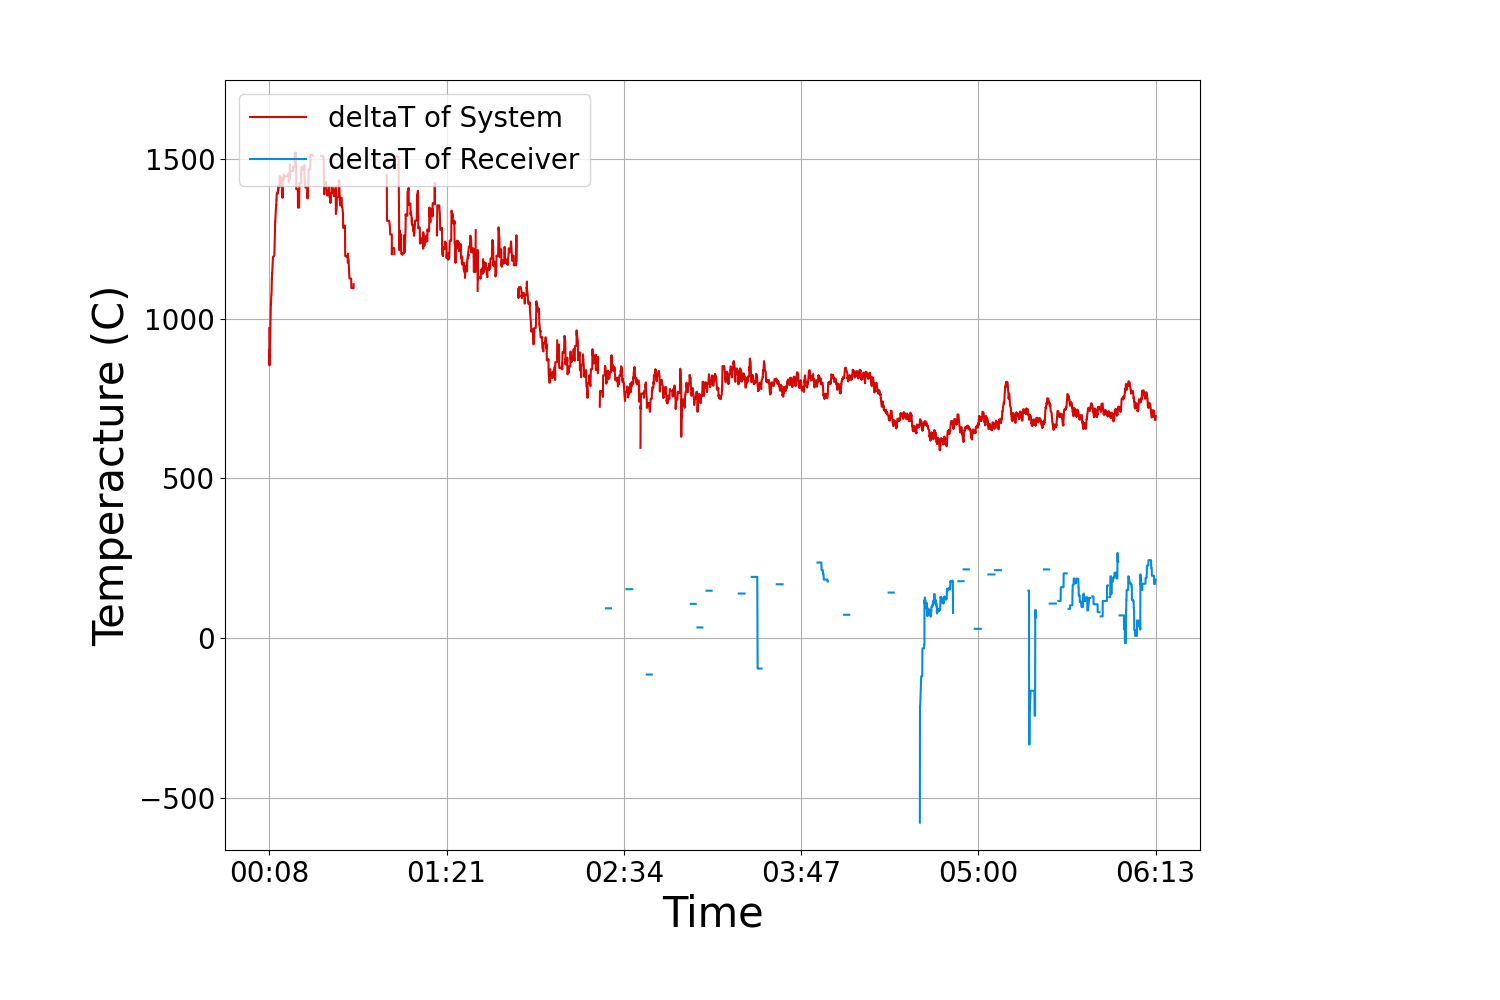 deltaT of System
deltaT of Receiver
1500
1000
500
0
−500
Temperacture (C)
00:08 01:21 02:34 03:47 05:00 06:13
Time